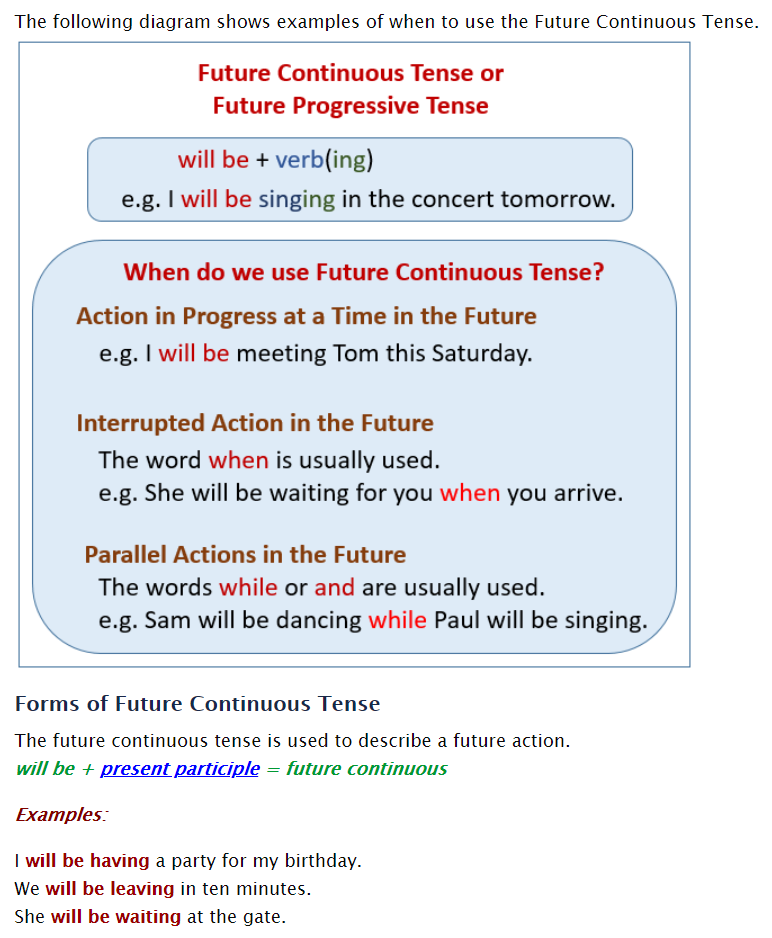 The following diagram shows examples of when to use the Future Continuous Tense.
Future Continuous Tense or
Future Progressive Tense
will be + verb(ing)
e.g. I will be singing in the concert tomorrow.
When do we use Future Continuous Tense?
Action in Progress at a Time in the Future
e.g. I will be meeting Tom this Saturday.
Interrupted Action in the Future
The word when is usually used.
e.g. She will be waiting for you when you arrive.
Parallel Actions in the Future
The words while or and are usually used.
e.g. Sam will be dancing while Paul will be singing.
Forms of Future Continuous Tense
The future continuous tense is used to describe a future action.
will be + present participle = future continuous
Examples:
I will be having a party for my birthday.
We will be leaving in ten minutes.
She will be waiting at the gate.